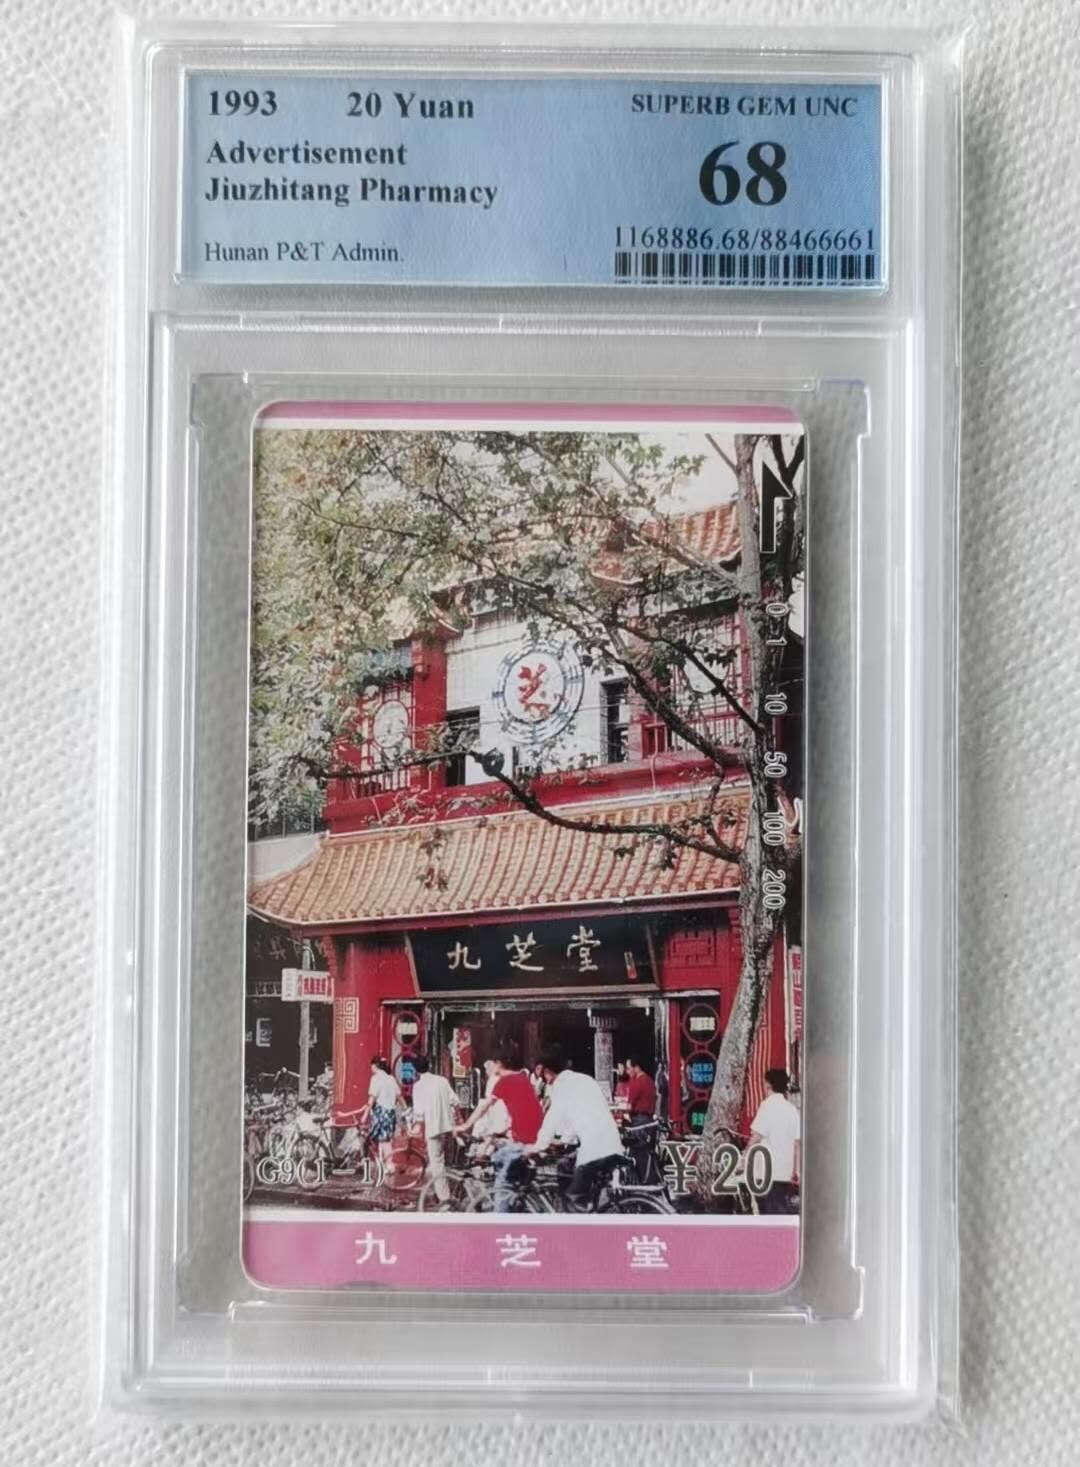 1993 20 Yuan SUPERB GEM UNC
Advertisement 68
Jiuzhitang Pharmacy
1168886.68/88466661
Hunan P&T Admin.
芝
0 1 10 50 100 200
九芝堂
G9(1-1)
¥20
九 芝 堂